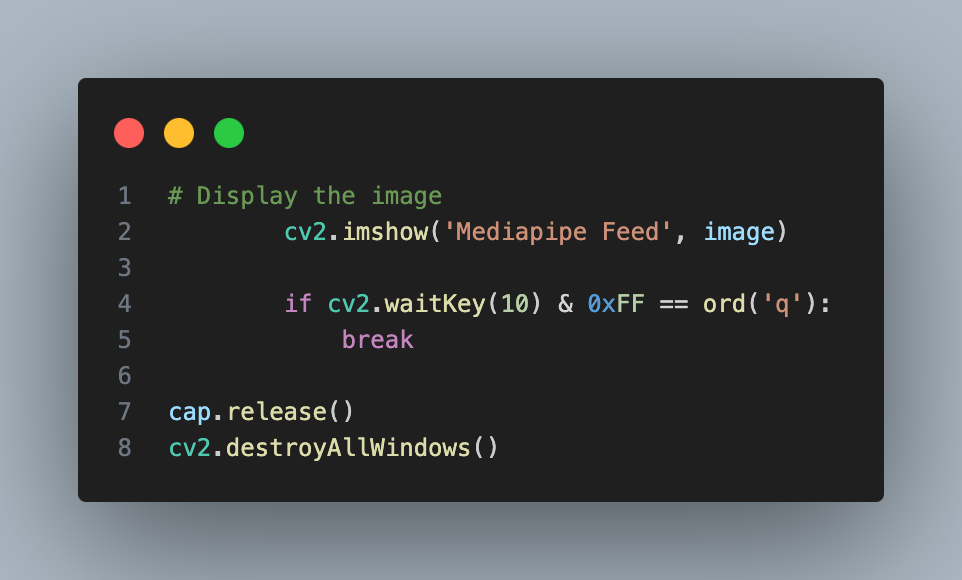 1 # Display the image
2         cv2.imshow('Mediapipe Feed', image)
3
4         if cv2.waitKey(10) & 0xFF == ord('q'):
5             break
6
7 cap.release()
8 cv2.destroyAllWindows()